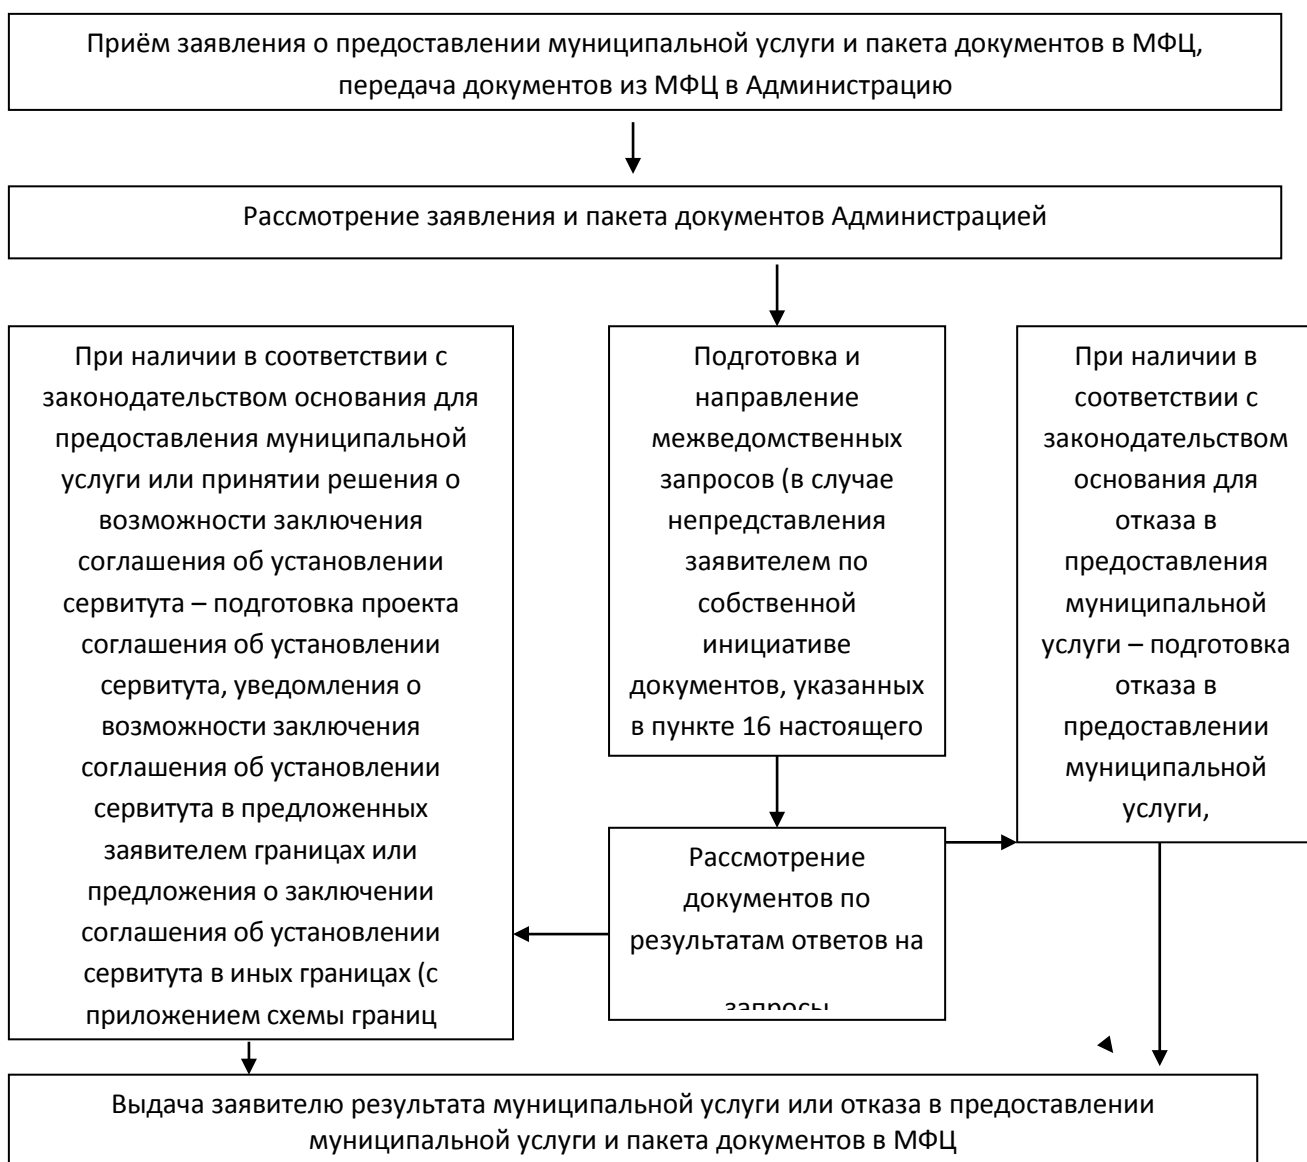 Приём заявления о предоставлении муниципальной услуги и пакета документов в МФЦ,
передача документов из МФЦ в Администрацию
Рассмотрение заявления и пакета документов Администрацией
При наличии в соответствии с
законодательством основания для
предоставления муниципальной
услуги или принятии решения о
возможности заключения
соглашения об установлении
сервитута – подготовка проекта
соглашения об установлении
сервитута, уведомления о
возможности заключения
соглашения об установлении
сервитута в предложенных
заявителем границах или
предложения о заключении
соглашения об установлении
сервитута в иных границах (с
приложением схемы границ
Подготовка и
направление
межведомственных
запросов (в случае
непредставления
заявителем по
собственной
инициативе
документов, указанных
в пункте 16 настоящего
Рассмотрение
документов по
результатам ответов на
запросы
При наличии в
соответствии с
законодательством
основания для
отказа в
предоставления
муниципальной
услуги – подготовка
отказа в
предоставлении
муниципальной
услуги,
Выдача заявителю результата муниципальной услуги или отказа в предоставлении
муниципальной услуги и пакета документов в МФЦ